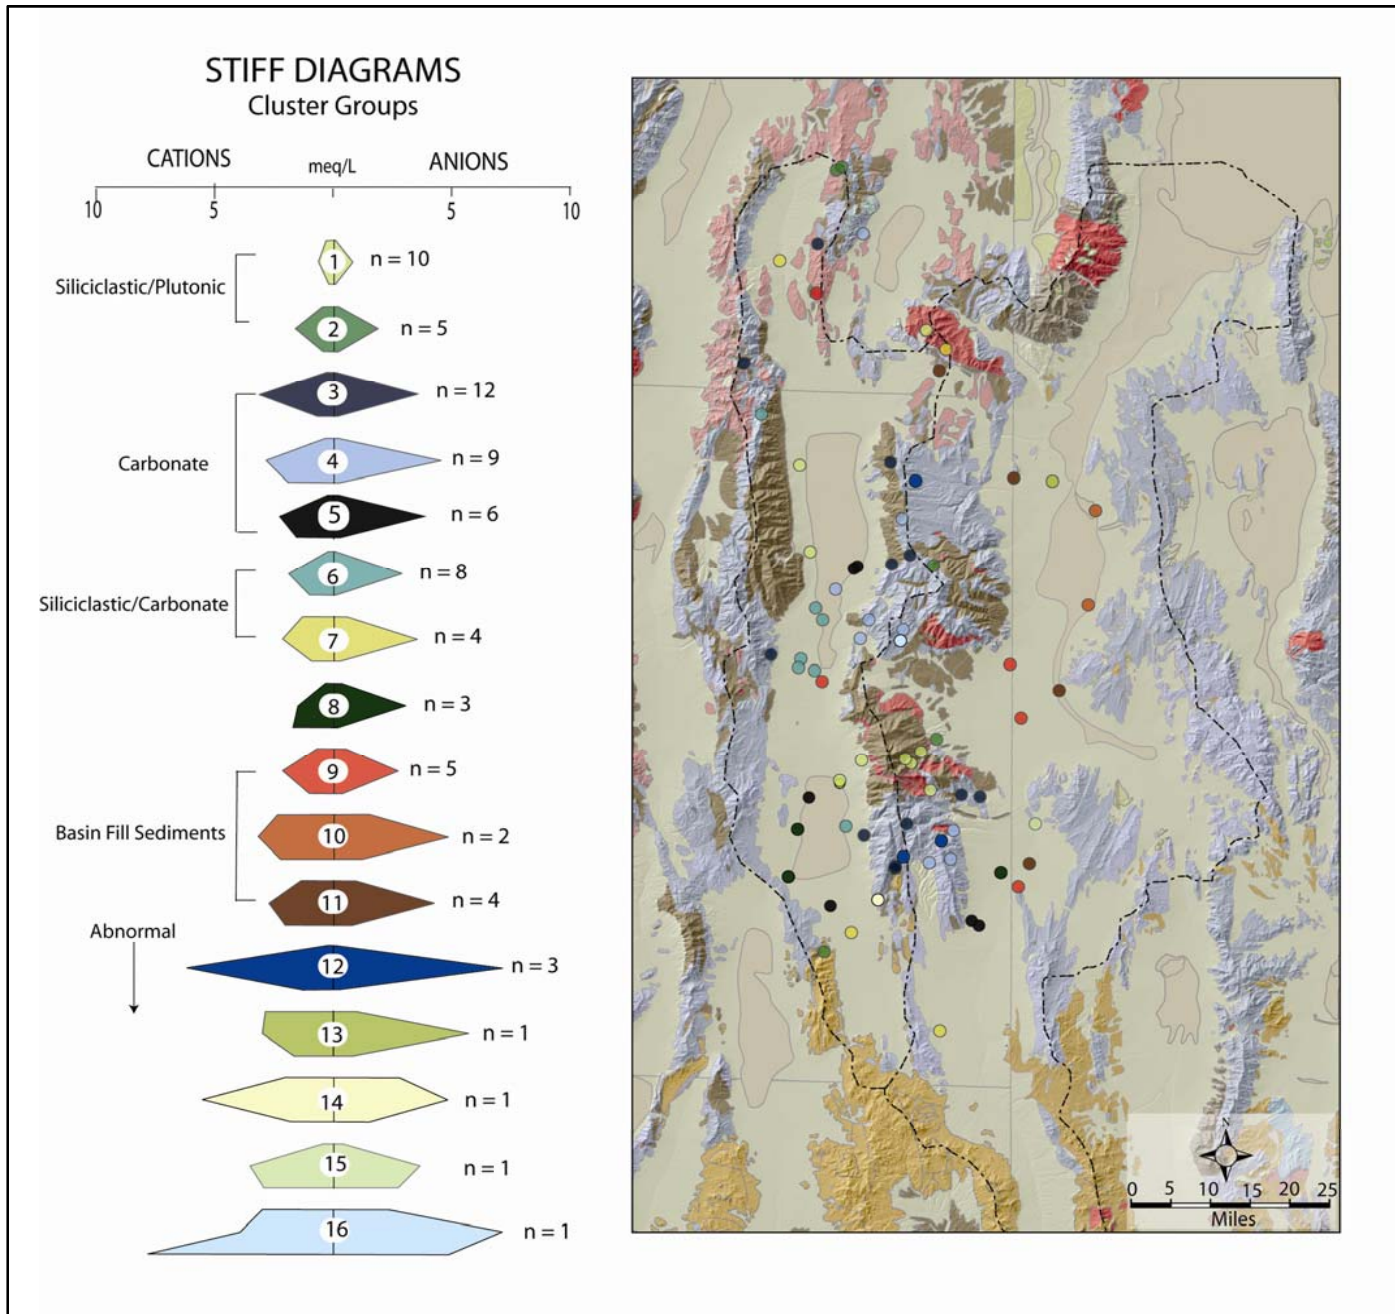 STIFF DIAGRAMS
Cluster Groups
CATIONS meq/L ANIONS
10 5 5 10
Siliciclastic/Plutonic
1 n = 10
2 n = 5
Carbonate
3 n = 12
4 n = 9
5 n = 6
Siliciclastic/Carbonate
6 n = 8
7 n = 4
8 n = 3
Basin Fill Sediments
9 n = 5
10 n = 2
11 n = 4
Abnormal
12 n = 3
13 n = 1
14 n = 1
15 n = 1
16 n = 1
N
0 5 10 15 20 25
Miles